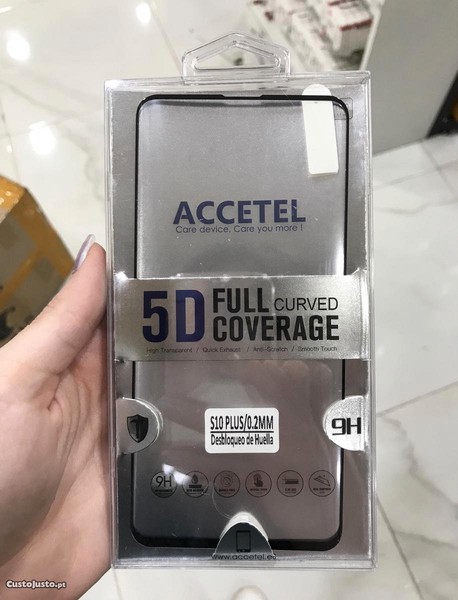 ACCETEL
Care device, Care you more !
5D FULL CURVED
COVERAGE
High Transparent / Quick Exhaust / Anti-Scratch / Smooth Touch
S10 PLUS/0.2MM
Desbloqueo de Huella
9H
9H
www.accetel.es
CustoJusto.pt